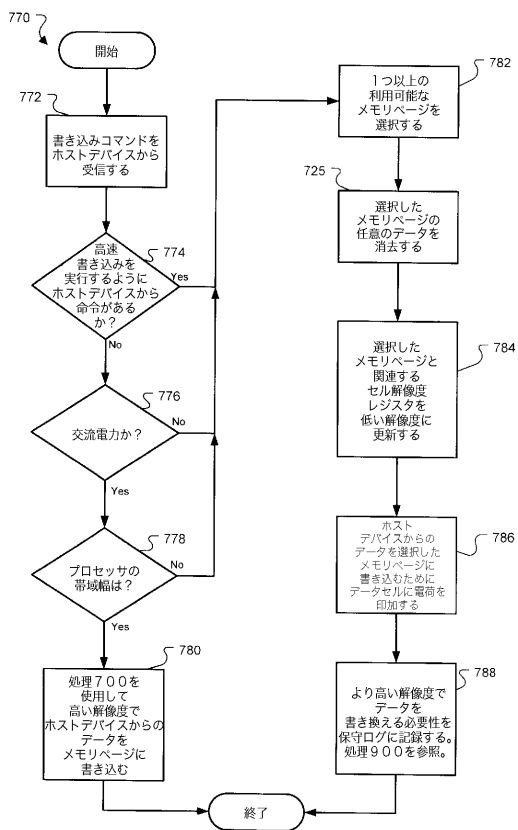 770
開始
772
書き込みコマンドを
ホストデバイスから
受信する
高速
書き込みを
実行するように
ホストデバイスから
命令がある
か？
774
Yes
No
776
交流電力か？
No
Yes
778
プロセッサの
帯域幅は？
No
Yes
780
処理７００を
使用して
高い解像度で
ホストデバイスからの
データを
メモリページに
書き込む
782
１つ以上の
利用可能な
メモリページを
選択する
725
選択した
メモリページの
任意のデータを
消去する
784
選択した
メモリページと
関連する
セル解像度
レジスタを
低い解像度に
更新する
786
ホスト
デバイスからの
データを選択した
メモリページに
書き込むために
データセルに電荷を
印加する
788
より高い解像度で
データを
書き換える必要性を
保守ログに記録する。
処理９００を参照。
終了